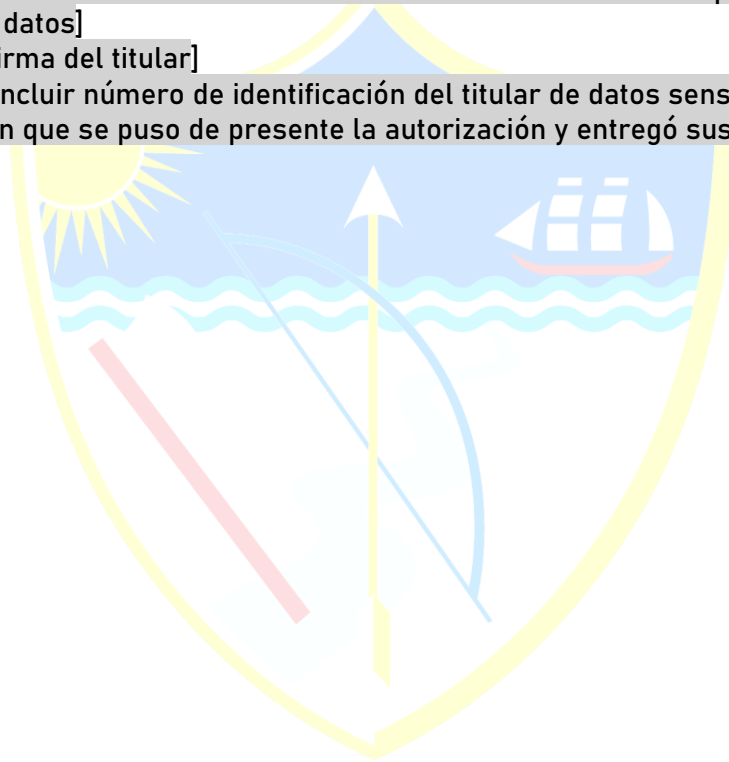 datos]
irma del titular]
ncluir número de identificación del titular de datos sens
n que se puso de presente la autorización y entregó sus